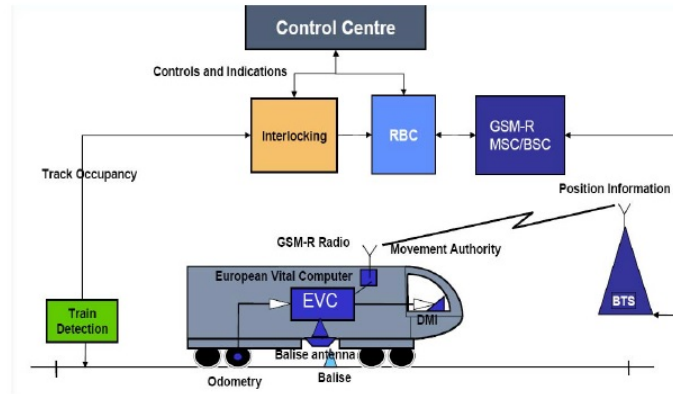 Control Centre
Controls and Indications
Interlocking
RBC
GSM-R
MSC/BSC
Track Occupancy
Position Information
GSM-R Radio
Movement Authority
European Vital Computer
EVC
BTS
Train
Detection
DMI
Balise antenna
Odometry
Balise